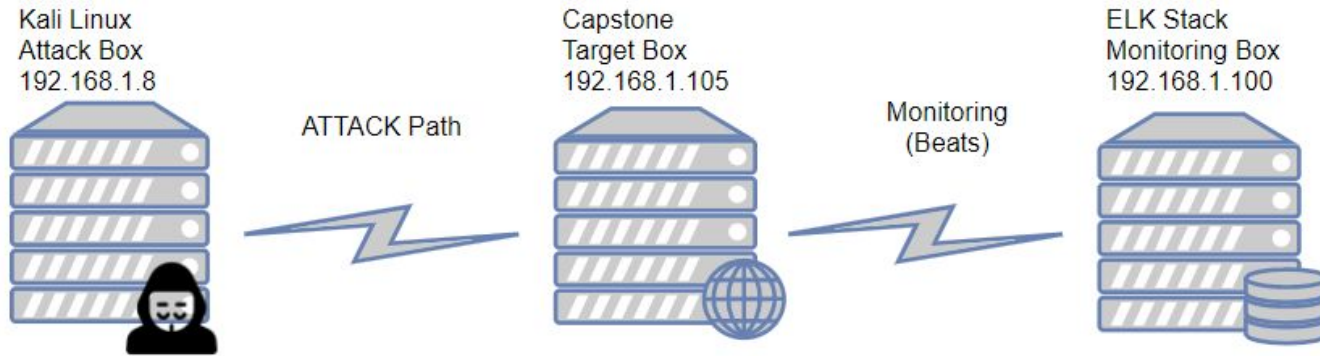 Kali Linux
Attack Box
192.168.1.8
ATTACK Path
Capstone
Target Box
192.168.1.105
Monitoring
(Beats)
ELK Stack
Monitoring Box
192.168.1.100